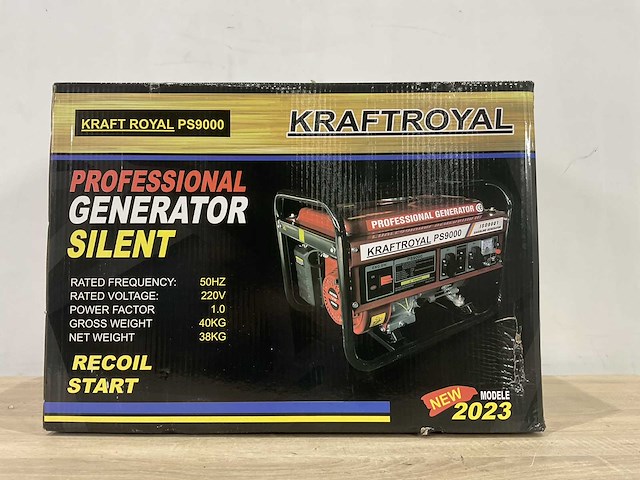 KRAFT ROYAL PS9000
KRAFTROYAL
PROFESSIONAL
GENERATOR
SILENT
RATED FREQUENCY: 50HZ
RATED VOLTAGE: 220V
POWER FACTOR 1.0
GROSS WEIGHT 40KG
NET WEIGHT 38KG
RECOIL
START
PROFESSIONAL GENERATOR
KRAFTROYAL PS9000
NEW
MODELE
2023